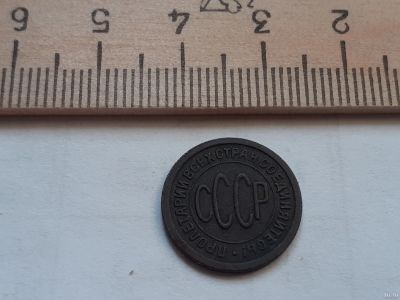 6 5 4 3 2
ПРОЛЕТАРИИ ВСЕХ СТРАН, СОЕДИНЯЙТЕСЬ!
СССР